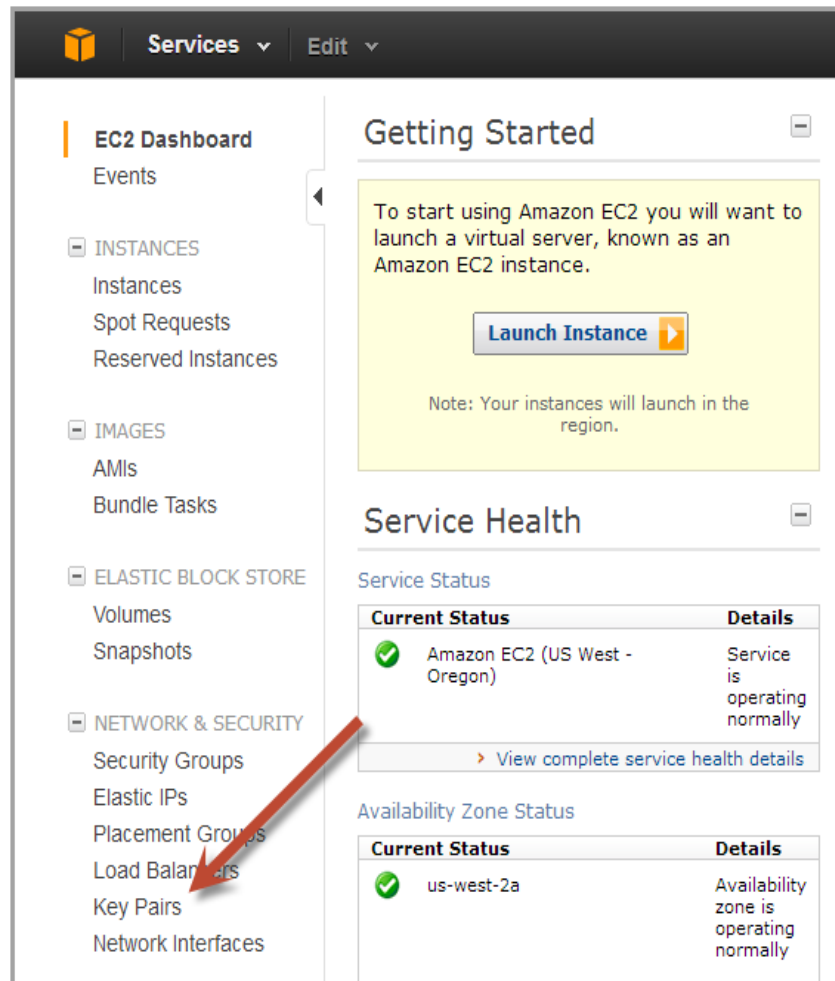 Services
Edit
EC2 Dashboard
Events
INSTANCES
Instances
Spot Requests
Reserved Instances
IMAGES
AMIs
Bundle Tasks
ELASTIC BLOCK STORE
Volumes
Snapshots
NETWORK & SECURITY
Security Groups
Elastic IPs
Placement Groups
Load Balancers
Key Pairs
Network Interfaces
Getting Started
To start using Amazon EC2 you will want to
launch a virtual server, known as an
Amazon EC2 instance.
Launch Instance
Note: Your instances will launch in the
region.
Service Health
Service Status
Current Status Details
Amazon EC2 (US West - Service
Oregon) is
operating
normally
View complete service health details
Availability Zone Status
Current Status Details
us-west-2a Availability
zone is
operating
normally